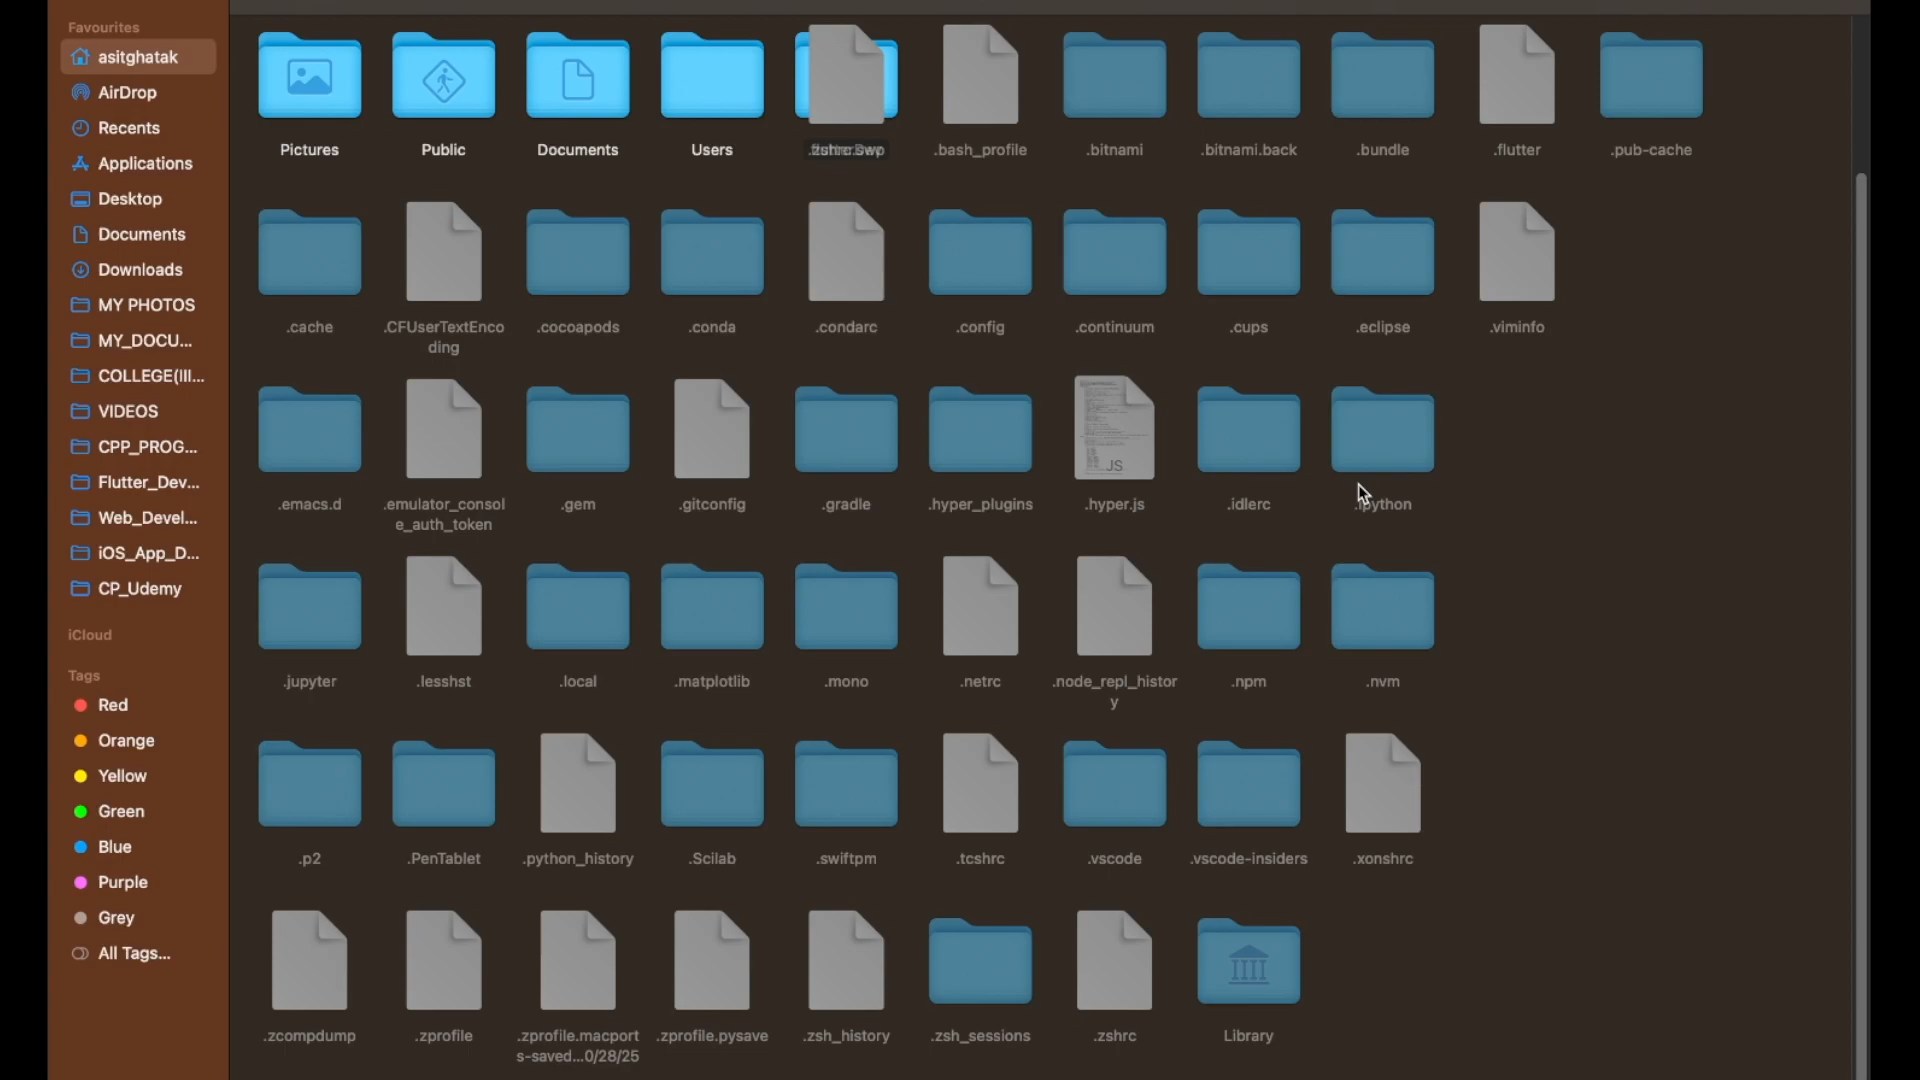 Favourites
asitghatak
AirDrop
Recents
Applications
Desktop
Documents
Downloads
MY PHOTOS
MY_DOCU...
COLLEGE(III...
VIDEOS
CPP_PROG...
Flutter_Dev...
Web_Devel...
iOS_App_D...
CP_Udemy
iCloud
Tags
Red
Orange
Yellow
Green
Blue
Purple
Grey
All Tags...
Pictures
Public
Documents
Users
.bash_profile
.bitnami
.bitnami.back
.bundle
.flutter
.pub-cache
.cache
.CFUserTextEnco
ding
.cocoapods
.conda
.condarc
.config
.continuum
.cups
.eclipse
.viminfo
.emacs.d
.emulator_consol
e_auth_token
.gem
.gitconfig
.gradle
.hyper_plugins
JS
.hyper.js
.idlerc
.ipython
.jupyter
.lesshst
.local
.matplotlib
.mono
.netrc
.node_repl_histor
y
.npm
.nvm
.p2
.PenTablet
.python_history
.Scilab
.swiftpm
.tcshrc
.vscode
.vscode-insiders
.xonshrc
.zcompdump
.zprofile
.zprofile.macport
s-saved...0/28/25
.zprofile.pysave
.zsh_history
.zsh_sessions
.zshrc
Library